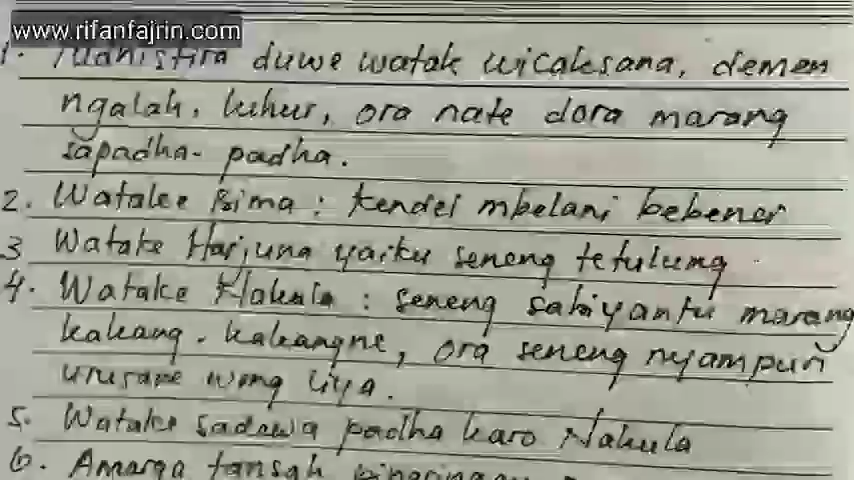 www.rifanfajrin.com
1. Yudhistira duwe watak wicaksana, demen
ngalah, luhur, ora nate dora marang
sapadha-padha.
2. Watake Bima : kendel mbelani bebener
3 Watake Harjuna yaiku seneng tetulung
4. Watake Nakula : seneng sabiyantu marang
kakang-kakangne, ora seneng nyampuri
urusane wong liya.
5. Watake sadewa padha karo Nakula
6. Amarga tansah